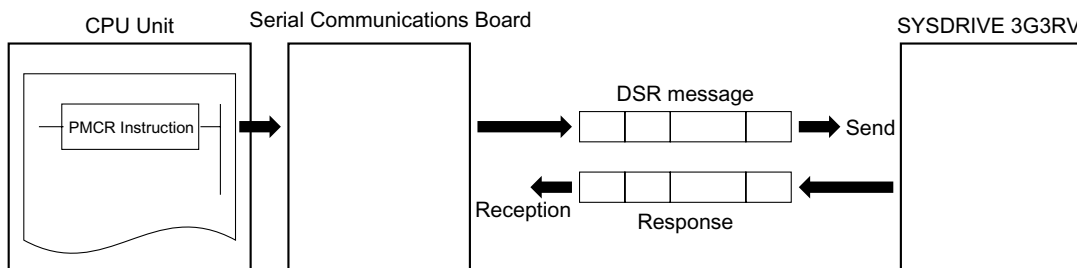 CPU Unit
Serial Communications Board
SYSDRIVE 3G3RV
PMCR Instruction
DSR message
Send
Reception
Response